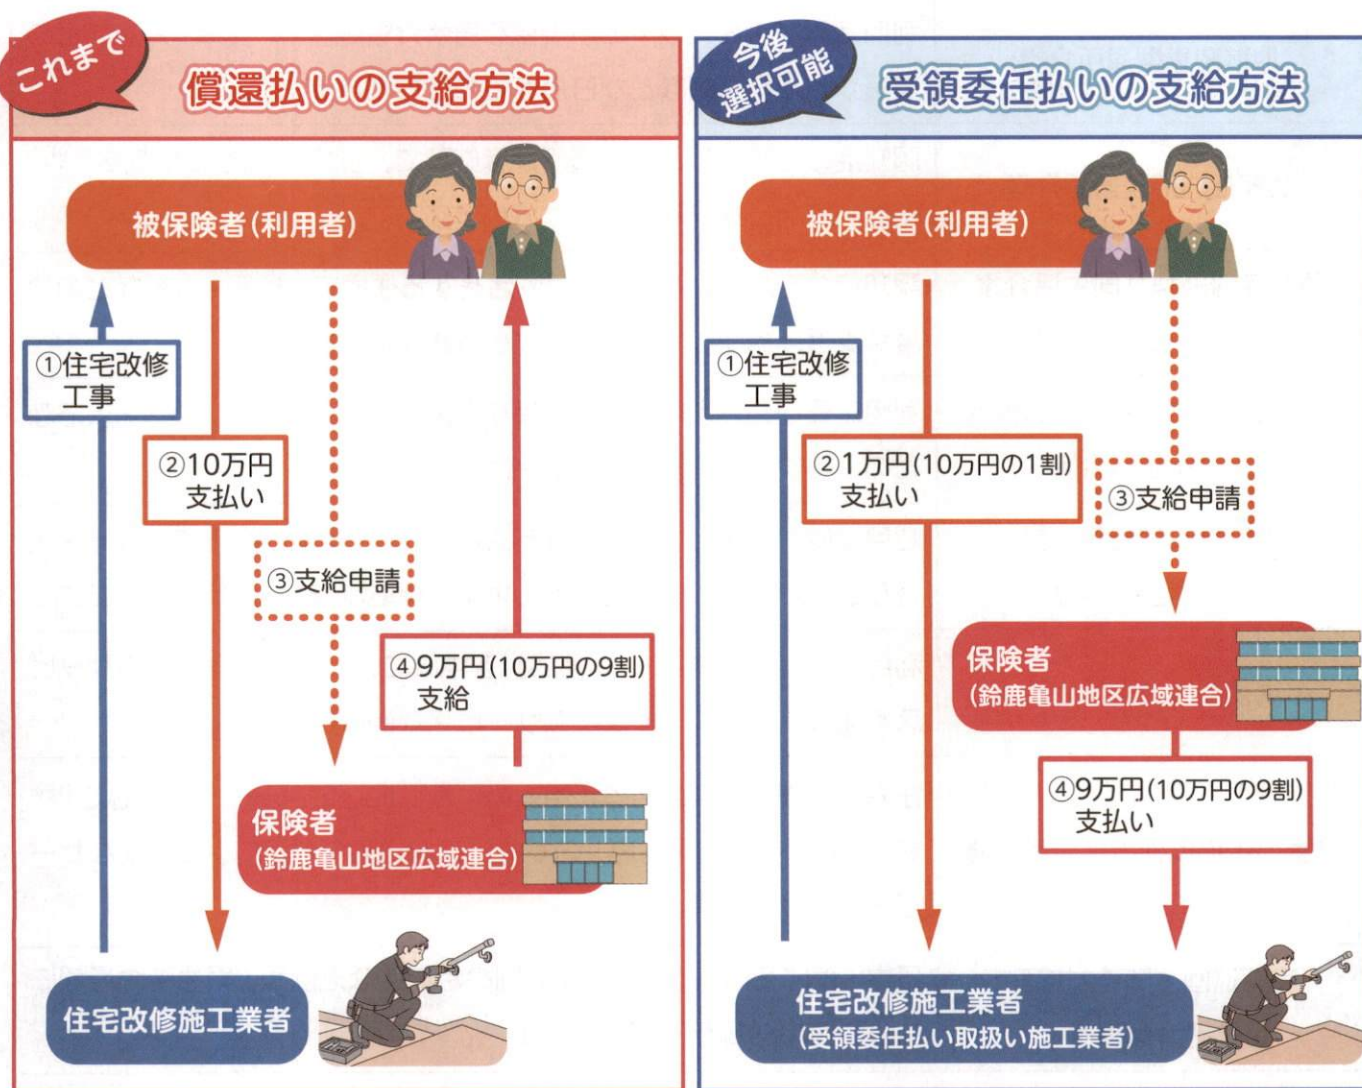 これまで
償還払いの支給方法
被保険者(利用者)
①住宅改修
工事
②10万円
支払い
③支給申請
④9万円(10万円の9割)
支給
保険者
(鈴鹿亀山地区広域連合)
住宅改修施工業者
今後
選択可能
受領委任払いの支給方法
被保険者(利用者)
①住宅改修
工事
②1万円(10万円の1割)
支払い
③支給申請
保険者
(鈴鹿亀山地区広域連合)
④9万円(10万円の9割)
支払い
住宅改修施工業者
(受領委任払い取扱い施工業者)